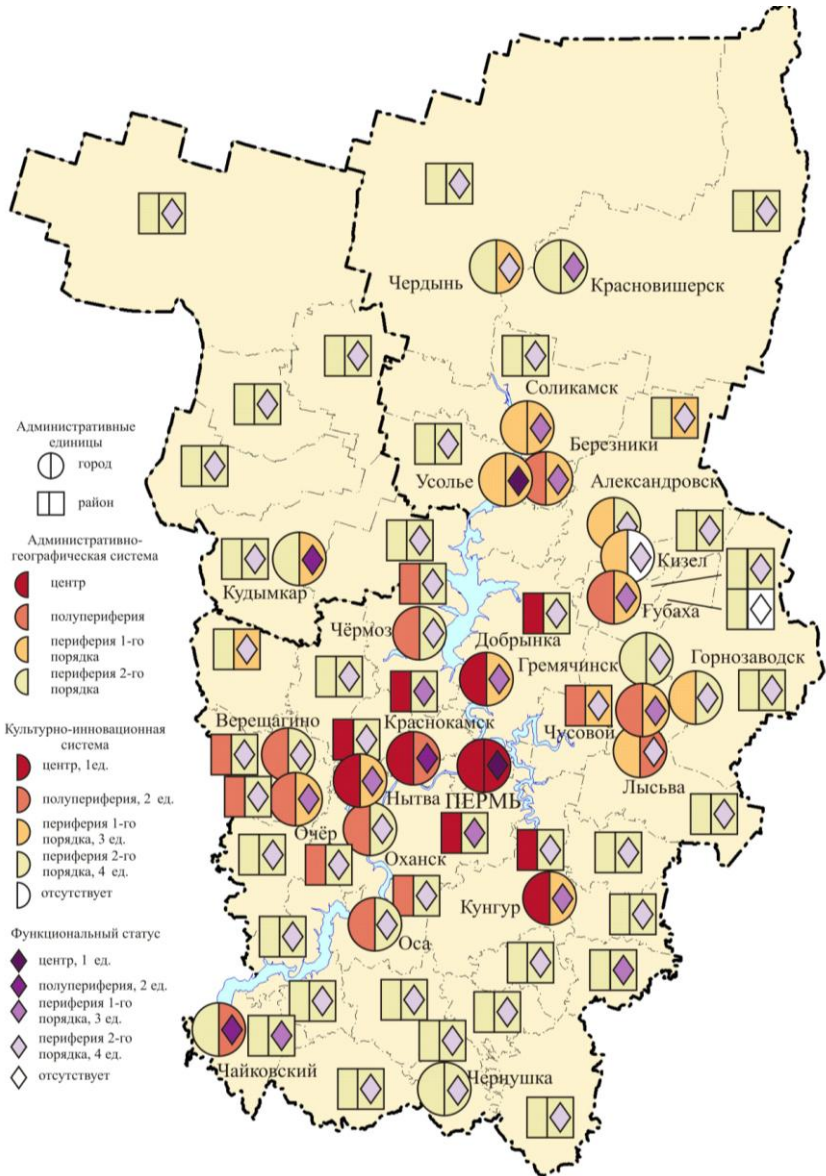 Чердынь
Красновишерск
Соликамск
Березники
Усолье
Александровск
Кизел
Губаха
Кудымкар
Чёрмоз
Добрянка
Гремячинск
Горнозаводск
Краснокамск
Верещагино
Чусовой
Нытва
ПЕРМЬ
Лысьва
Очёр
Оханск
Кунгур
Оса
Чайковский
Чернушка
Административные
единицы
город
район
Административно-
географическая система
центр
полупериферия
периферия 1-го
порядка
периферия 2-го
порядка
Культурно-инновационная
система
центр, 1ед.
полупериферия, 2 ед.
периферия 1-го
порядка, 3 ед.
периферия 2-го
порядка, 4 ед.
отсутствует
Функциональный статус
центр, 1 ед.
полупериферия, 2 ед.
периферия 1-го
порядка, 3 ед.
периферия 2-го
порядка, 4 ед.
отсутствует